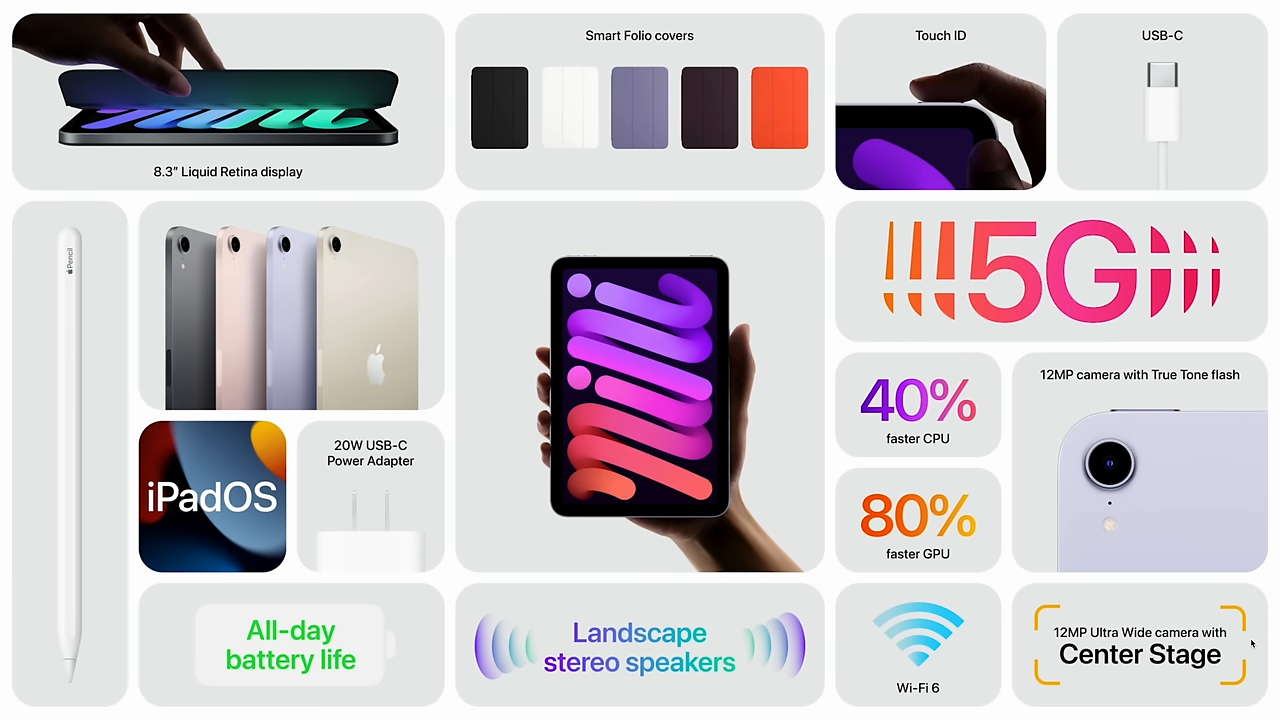 8.3” Liquid Retina display
Smart Folio covers
Touch ID
USB-C
Pencil
5G
40%
faster CPU
12MP camera with True Tone flash
iPadOS
20W USB-C
Power Adapter
80%
faster GPU
All-day
battery life
Landscape
stereo speakers
Wi-Fi 6
12MP Ultra Wide camera with
Center Stage